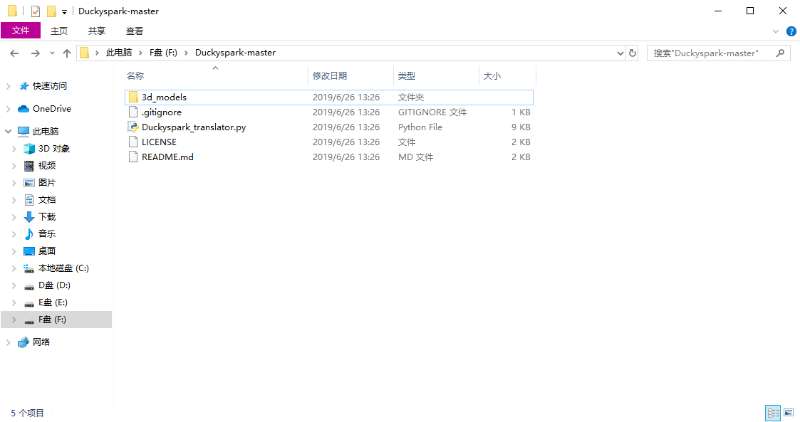 Duckyspark-master
文件 主页 共享 查看
此电脑 F盘 (F:) Duckyspark-master 搜索"Duckyspark-master"
名称 修改日期 类型 大小
3d_models 2019/6/26 13:26 文件夹
.gitignore 2019/6/26 13:26 GITIGNORE 文件 1 KB
Duckyspark_translator.py 2019/6/26 13:26 Python File 9 KB
LICENSE 2019/6/26 13:26 文件 2 KB
README.md 2019/6/26 13:26 MD 文件 2 KB
快速访问
OneDrive
此电脑
3D 对象
视频
图片
文档
下载
音乐
桌面
本地磁盘 (C:)
D盘 (D:)
E盘 (E:)
F盘 (F:)
网络
5 个项目